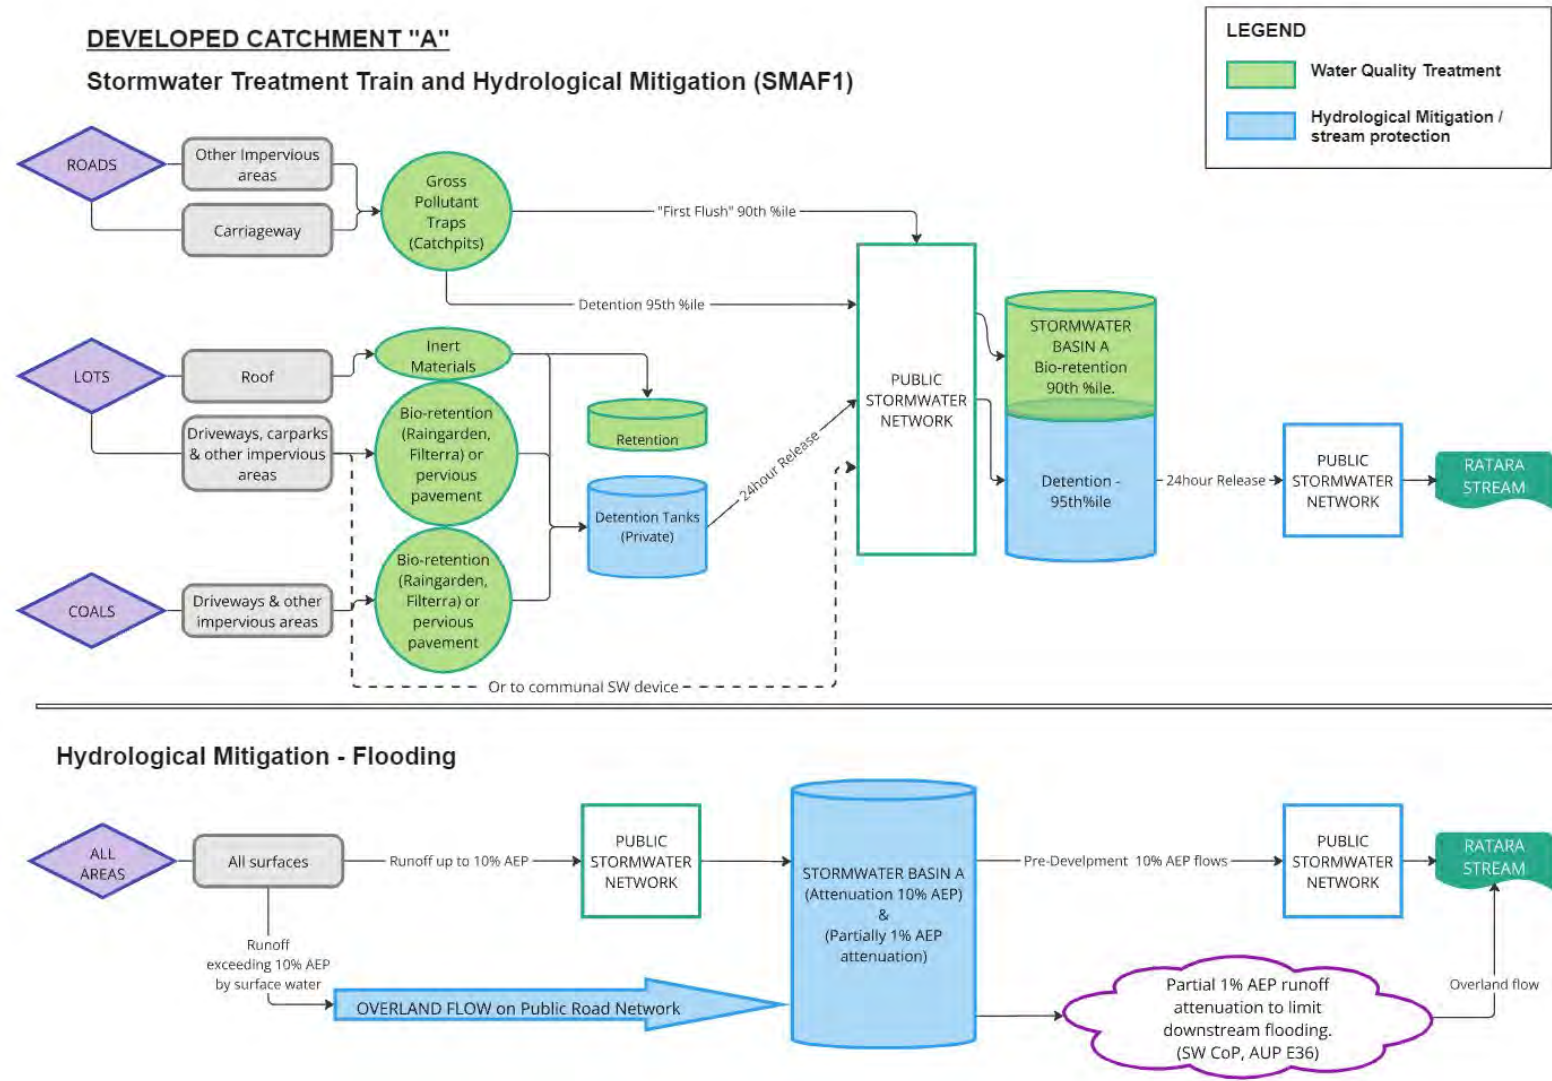 DEVELOPED CATCHMENT "A"
Stormwater Treatment Train and Hydrological Mitigation (SMAF1)
LEGEND
Water Quality Treatment
Hydrological Mitigation /
stream protection
ROADS
Other Impervious
areas
Carriageway
Gross
Pollutant
Traps
(Catchpits)
"First Flush" 90th %ile
Detention 95th %ile
LOTS
Roof
Driveways, carparks
& other impervious
areas
Inert
Materials
Bio-retention
(Raingarden,
Filterra) or
pervious
pavement
Retention
Detention Tanks
(Private)
24hour Release
COALS
Driveways & other
impervious areas
Bio-retention
(Raingarden,
Filterra) or
pervious
pavement
Or to communal SW device
PUBLIC
STORMWATER
NETWORK
STORMWATER
BASIN A
Bio-retention
90th %ile.
Detention -
95th%ile
24hour Release
PUBLIC
STORMWATER
NETWORK
RATARA
STREAM
Hydrological Mitigation - Flooding
ALL
AREAS
All surfaces
Runoff up to 10% AEP
PUBLIC
STORMWATER
NETWORK
Runoff
exceeding 10% AEP
by surface water
OVERLAND FLOW on Public Road Network
STORMWATER BASIN A
(Attenuation 10% AEP)
&
(Partially 1% AEP
attenuation)
Pre-Develpment 10% AEP flows
PUBLIC
STORMWATER
NETWORK
RATARA
STREAM
Partial 1% AEP runoff
attenuation to limit
downstream flooding.
(SW CoP, AUP E36)
Overland flow